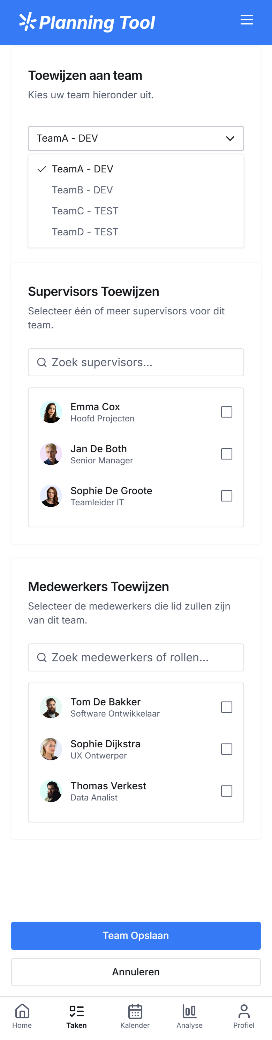 Planning Tool
Toewijzen aan team
Kies uw team hieronder uit.
TeamA - DEV
TeamA - DEV
TeamB - DEV
TeamC - TEST
TeamD - TEST
Supervisors Toewijzen
Selecteer één of meer supervisors voor dit
team.
Zoek supervisors...
Emma Cox
Hoofd Projecten
Jan De Both
Senior Manager
Sophie De Groote
Teamleider IT
Medewerkers Toewijzen
Selecteer de medewerkers die lid zullen zijn
van dit team.
Zoek medewerkers of rollen...
Tom De Bakker
Software Ontwikkelaar
Sophie Dijkstra
UX Ontwerper
Thomas Verkest
Data Analist
Team Opslaan
Annuleren
Home Taken Kalender Analyse Profiel